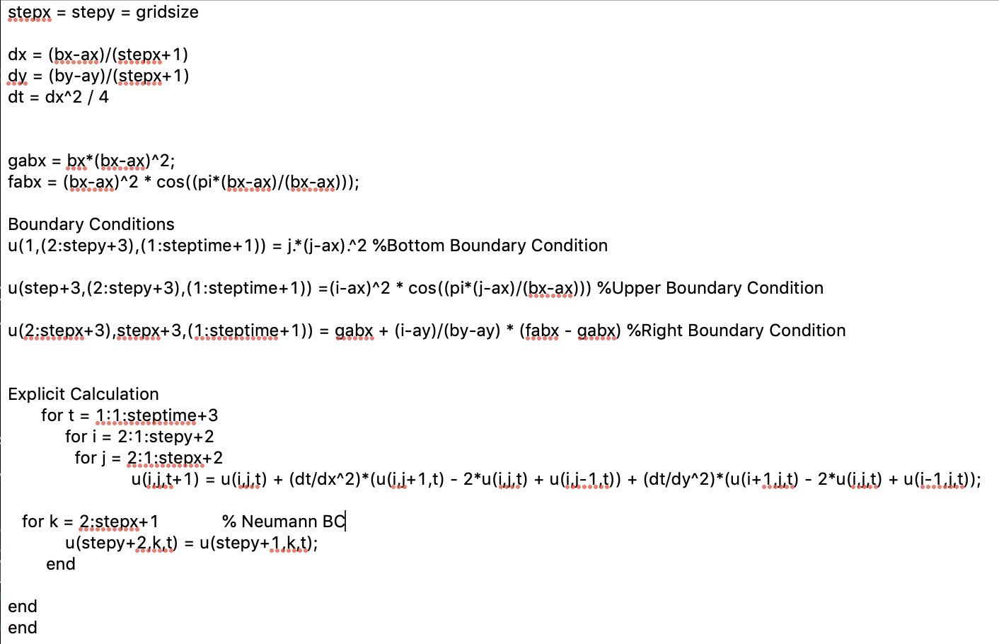 stepx = stepy = gridsize
dx = (bx-ax)/(stepx+1)
dy = (by-ay)/(stepx+1)
dt = dx^2 / 4
gabx = bx*(bx-ax)^2;
fabx = (bx-ax)^2 * cos((pi*(bx-ax)/(bx-ax)));
Boundary Conditions
u(1,(2:stepy+3),(1:steptime+1)) = j.*(j-ax).^2 %Bottom Boundary Condition
u(step+3,(2:stepy+3),(1:steptime+1)) =(i-ax)^2 * cos((pi*(j-ax)/(bx-ax))) %Upper Boundary Condition
u(2:stepx+3),stepx+3,(1:steptime+1)) = gabx + (i-ay)/(by-ay) * (fabx - gabx) %Right Boundary Condition
Explicit Calculation
for t = 1:1:steptime+3
for i = 2:1:stepy+2
for j = 2:1:stepx+2
u(i,j,t+1) = u(i,j,t) + (dt/dx^2)*(u(i,j+1,t) - 2*u(i,j,t) + u(i,j-1,t)) + (dt/dy^2)*(u(i+1,j,t) - 2*u(i,j,t) + u(i-1,j,t));
for k = 2:stepx+1 % Neumann BC
u(stepy+2,k,t) = u(stepy+1,k,t);
end
end
end